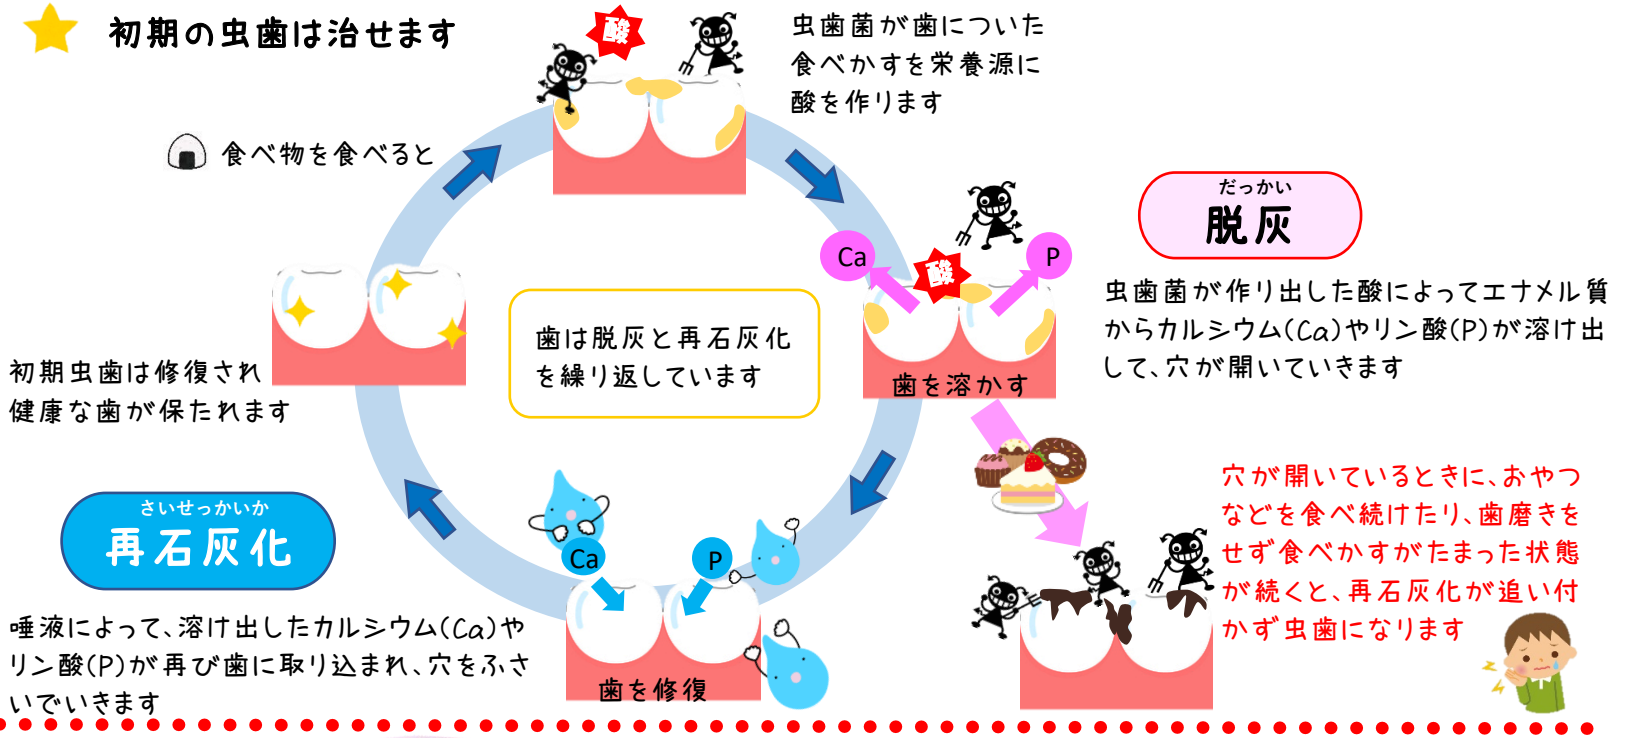 初期の虫歯は治せます
酸
虫歯菌が歯についた
食べかすを栄養源に
酸を作ります
食べ物を食べると
だっかい
脱灰
Ca
酸
P
虫歯菌が作り出した酸によってエナメル質
からカルシウム(Ca)やリン酸(P)が溶け出
して、穴が開いていきます
歯を溶かす
歯は脱灰と再石灰化
を繰り返しています
初期虫歯は修復され
健康な歯が保たれます
穴が開いているときに、おやつ
などを食べ続けたり、歯磨きを
せず食べかすがたまった状態
が続くと、再石灰化が追い付
かず虫歯になります
さいせっかいか
再石灰化
Ca
P
唾液によって、溶け出したカルシウム(Ca)や
リン酸(P)が再び歯に取り込まれ、穴をふさ
いでいきます
歯を修復